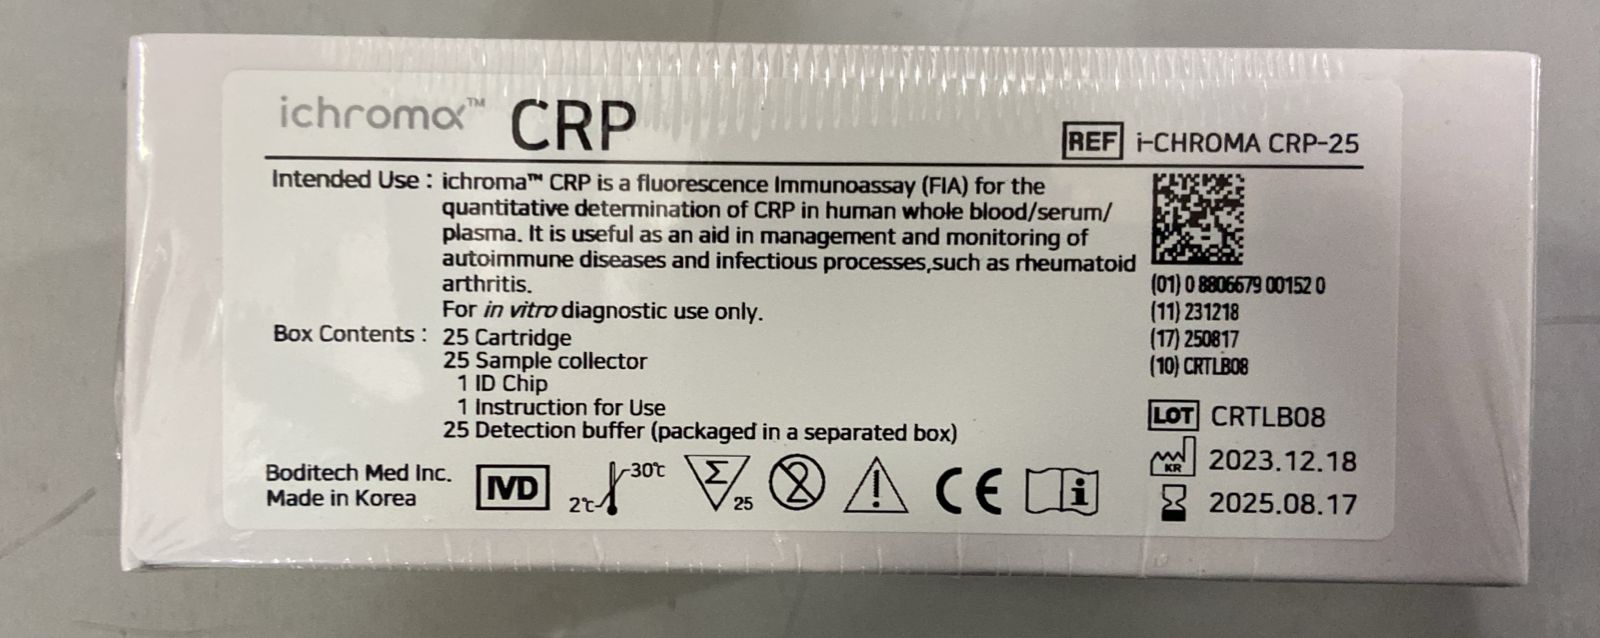 ichroma™ CRP
REF i-CHROMA CRP-25
Intended Use : ichroma™ CRP is a fluorescence Immunoassay (FIA) for the
quantitative determination of CRP in human whole blood/serum/
plasma. It is useful as an aid in management and monitoring of
autoimmune diseases and infectious processes,such as rheumatoid
arthritis.
For in vitro diagnostic use only.
Box Contents : 25 Cartridge
25 Sample collector
1 ID Chip
1 Instruction for Use
25 Detection buffer (packaged in a separated box)
(01) 0 8806679 00152 0
(11) 231218
(17) 250817
(10) CRTLB08
LOT CRTLB08
KR 2023.12.18
2025.08.17
Boditech Med Inc.
Made in Korea
IVD
2℃ 30℃
Σ 25
2
CE
i